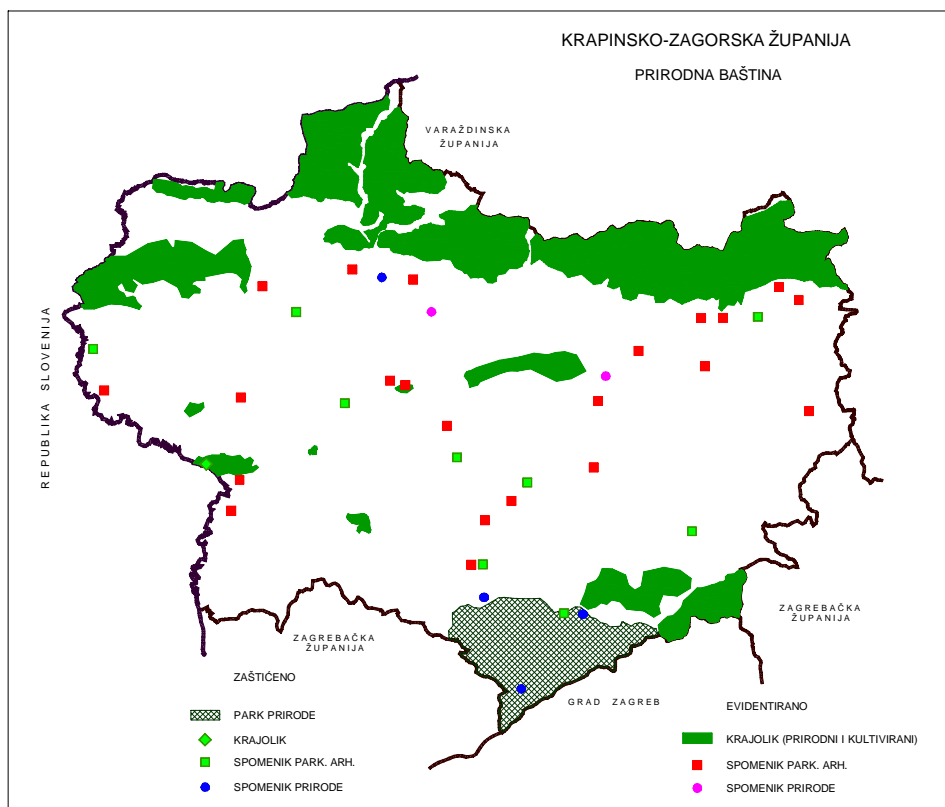 KRAPINSKO-ZAGORSKA ŽUPANIJA
PRIRODNA BAŠTINA
VARAŽDINSKA
ŽUPANIJA
REPUBLIKA SLOVENIJA
ZAGREBAČKA
ŽUPANIJA
ZAGREBAČKA
ŽUPANIJA
GRAD ZAGREB
ZAŠTIĆENO
PARK PRIRODE
KRAJOLIK
SPOMENIK PARK. ARH.
SPOMENIK PRIRODE
EVIDENTIRANO
KRAJOLIK (PRIRODNI I KULTIVIRANI)
SPOMENIK PARK. ARH.
SPOMENIK PRIRODE